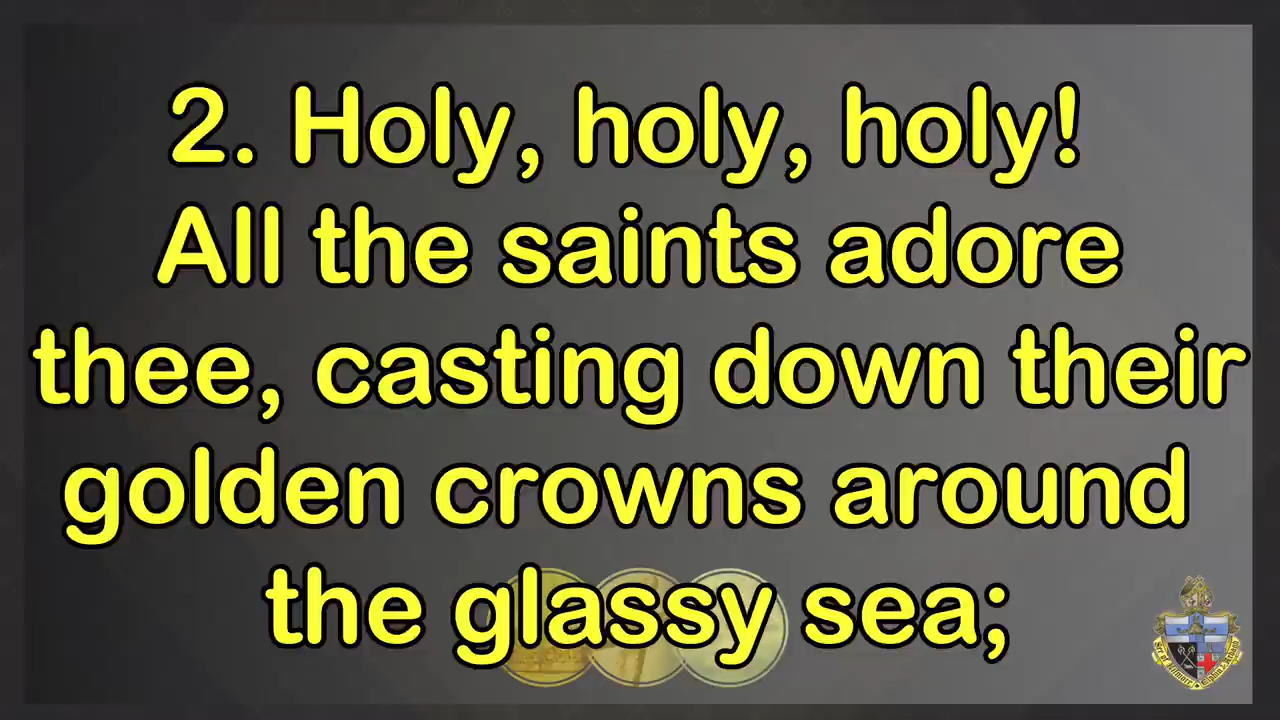 2. Holy, holy, holy!
All the saints adore
thee, casting down their
golden crowns around
the glassy sea;